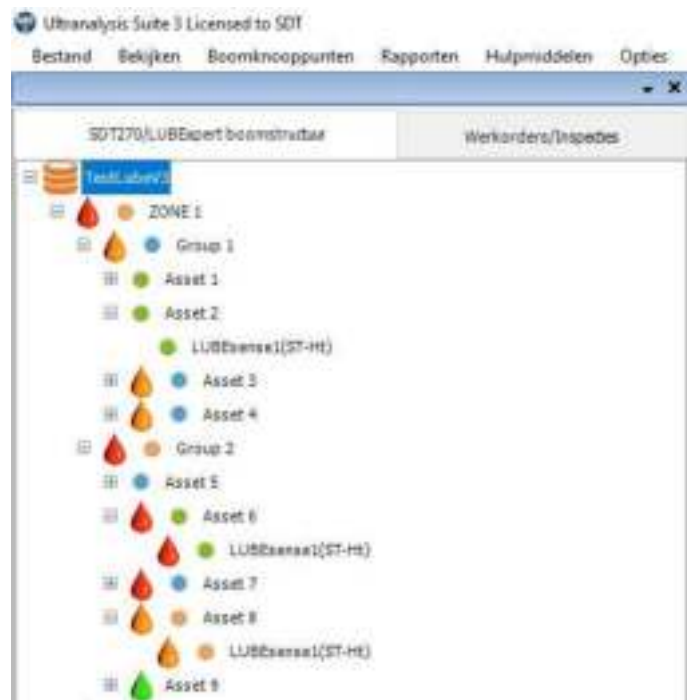 Ultranalysis Suite 3 Licensed to SDT
Bestand Bekijken Boomknooppunten Rapporten Hulpmiddelen Opties
SDT270/LUBExpert boomstructuur Werkorders/Inspecties
TestLubeV3
ZONE 1
Group 1
Asset 1
Asset 2
LUBEsense1(ST-Ht)
Asset 3
Asset 4
Group 2
Asset 5
Asset 6
LUBEsense1(ST-Ht)
Asset 7
Asset 8
LUBEsense1(ST-Ht)
Asset 9